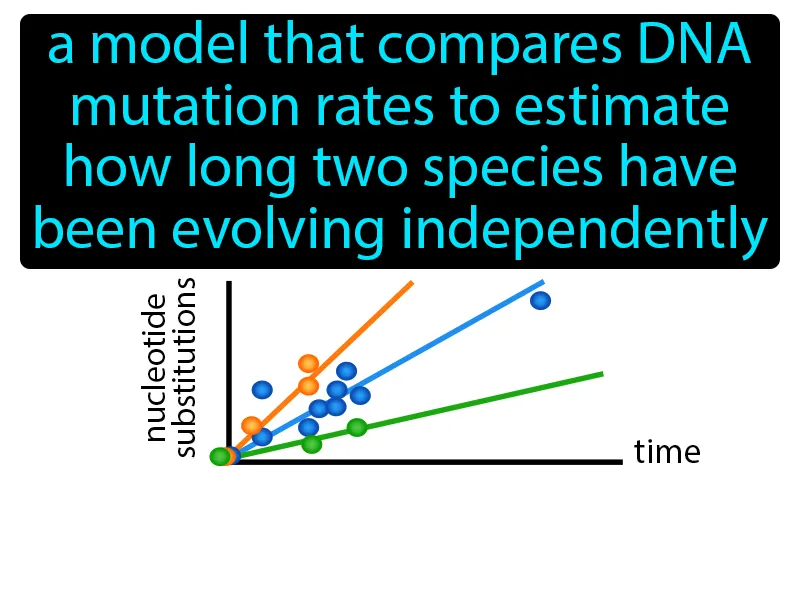 a model that compares DNA
mutation rates to estimate
how long two species have
been evolving independently
nucleotide
substitutions
time